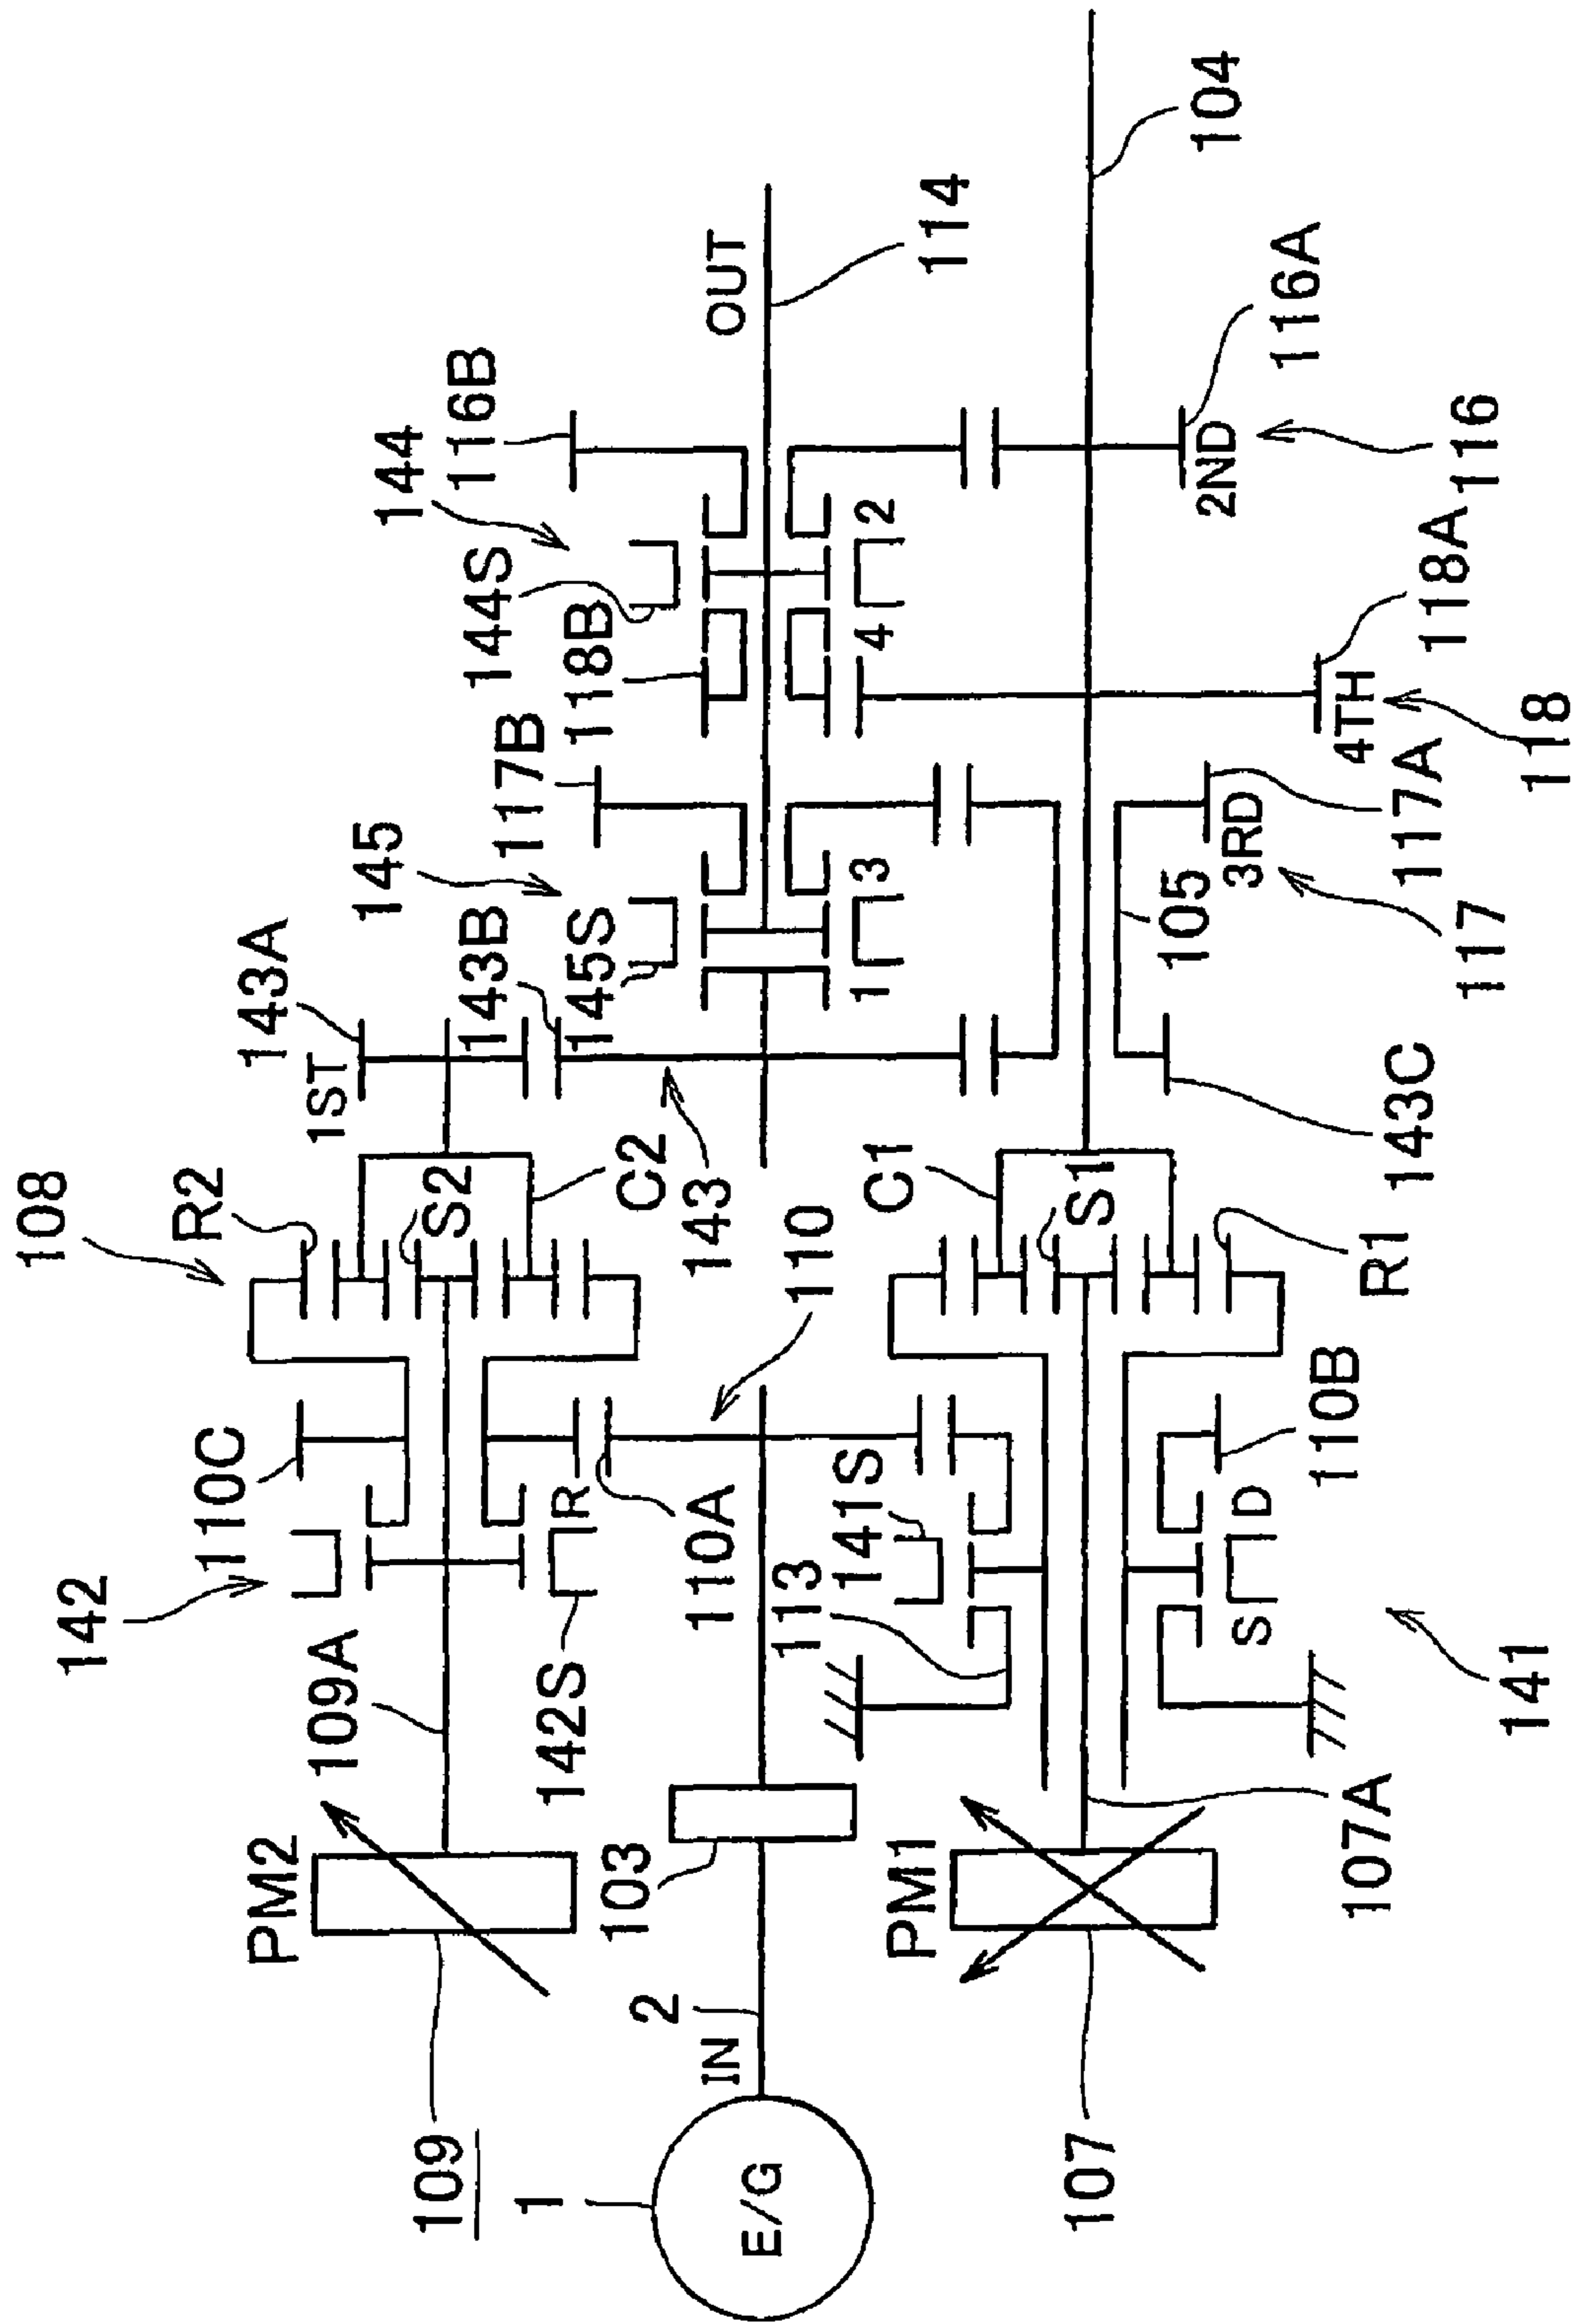 108
R2
S2
C2
1ST
143A
143B
143
145
145S
117B
118B
144S
144
116B
OUT
114
104
1
3
4
2
116A
2ND
116
118A
4TH
118
117A
3RD
117
105
143C
C1
S1
R1
110
110C
142
142S
R
110A
109A
PM2
109
1
E/G
IN
2
103
PM1
107
107A
113
141S
S
D
110B
141